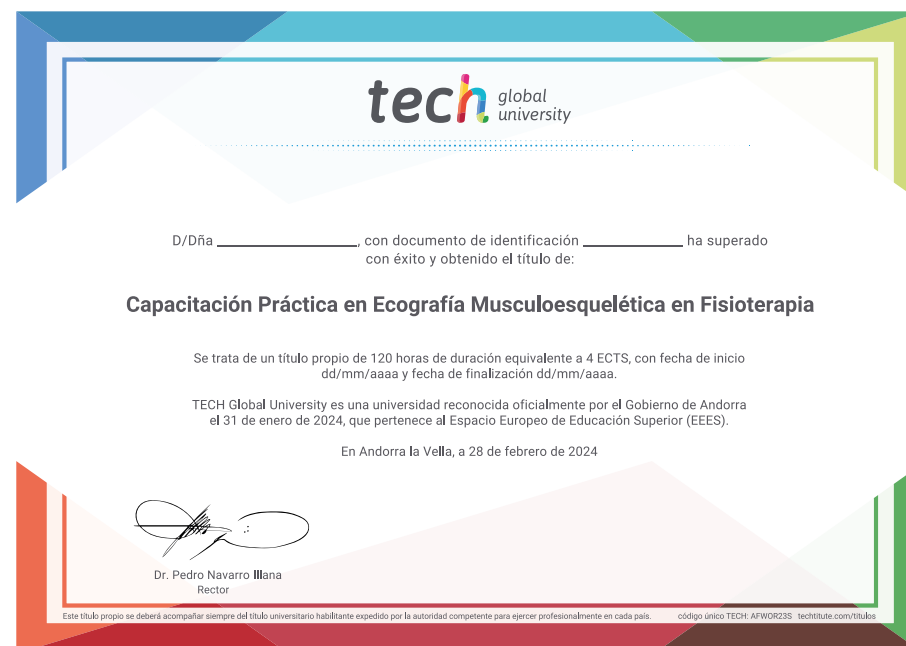 tech global university
D/Dña ____________________, con documento de identificación ______________ ha superado
con éxito y obtenido el título de:
Capacitación Práctica en Ecografía Musculoesquelética en Fisioterapia
Se trata de un título propio de 120 horas de duración equivalente a 4 ECTS, con fecha de inicio
dd/mm/aaaa y fecha de finalización dd/mm/aaaa.
TECH Global University es una universidad reconocida oficialmente por el Gobierno de Andorra
el 31 de enero de 2024, que pertenece al Espacio Europeo de Educación Superior (EEES).
En Andorra la Vella, a 28 de febrero de 2024
Dr. Pedro Navarro Illana
Rector
Este título propio se deberá acompañar siempre del título universitario habilitante expedido por la autoridad competente para ejercer profesionalmente en cada país. código único TECH: AFWOR23S techtitute.com/titulos